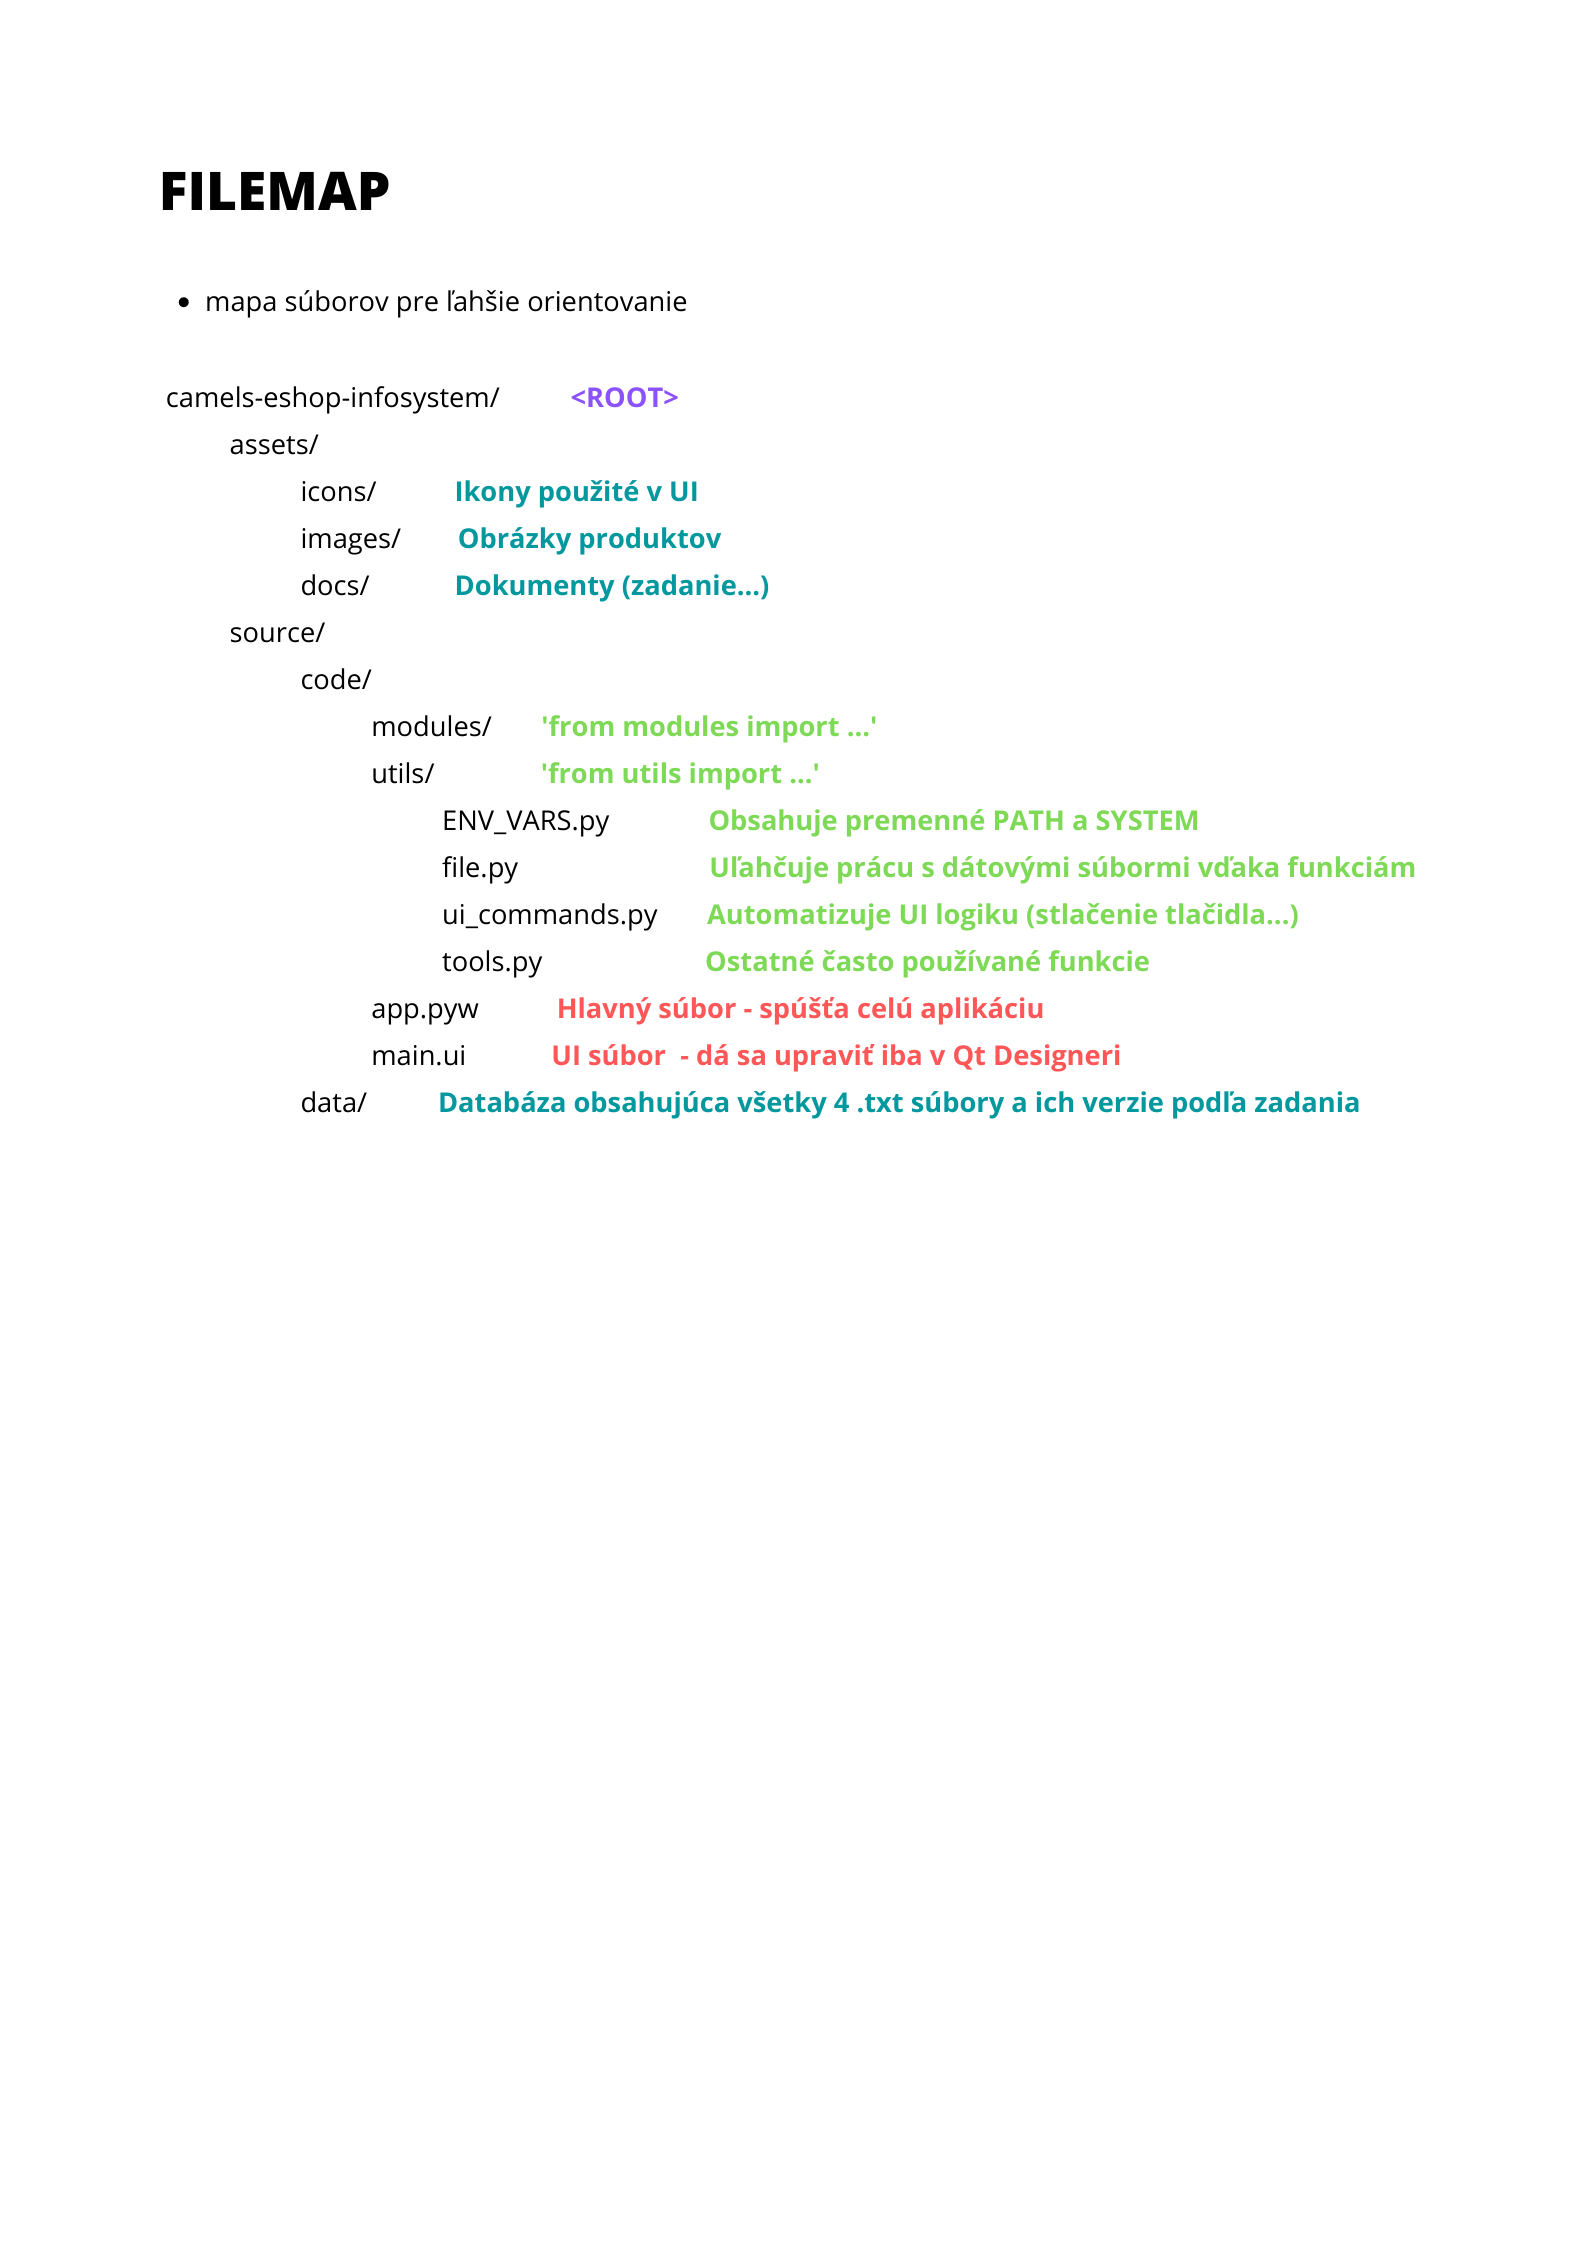 FILEMAP
• mapa súborov pre ľahšie orientovanie
camels-eshop-infosystem/ <ROOT>
assets/
icons/ Ikony použité v UI
images/ Obrázky produktov
docs/ Dokumenty (zadanie...)
source/
code/
modules/ 'from modules import ...'
utils/ 'from utils import ...'
ENV_VARS.py Obsahuje premenné PATH a SYSTEM
file.py Uľahčuje prácu s dátovými súbormi vďaka funkciám
ui_commands.py Automatizuje UI logiku (stlačenie tlačidla...)
tools.py Ostatné často používané funkcie
app.pyw Hlavný súbor - spúšťa celú aplikáciu
main.ui UI súbor - dá sa upraviť iba v Qt Designeri
data/ Databáza obsahujúca všetky 4 .txt súbory a ich verzie podľa zadania